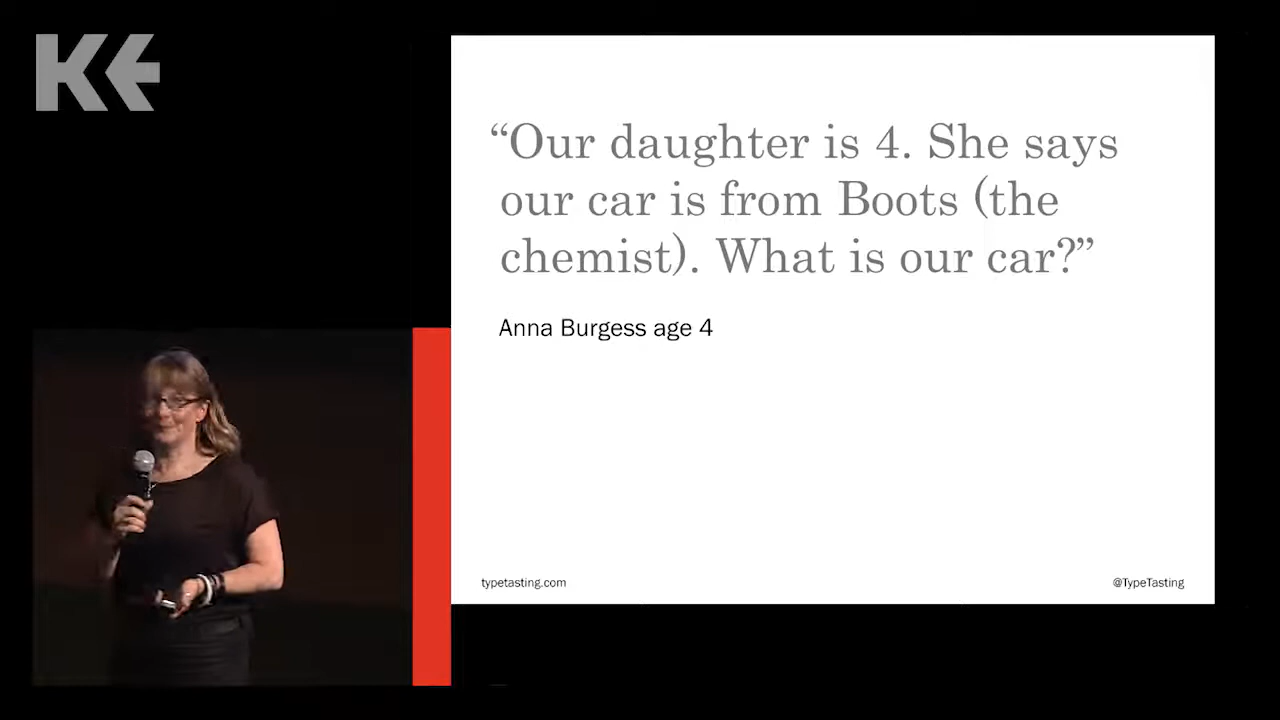 KE
“Our daughter is 4. She says
our car is from Boots (the
chemist). What is our car?”
Anna Burgess age 4
typetasting.com
@TypeTasting